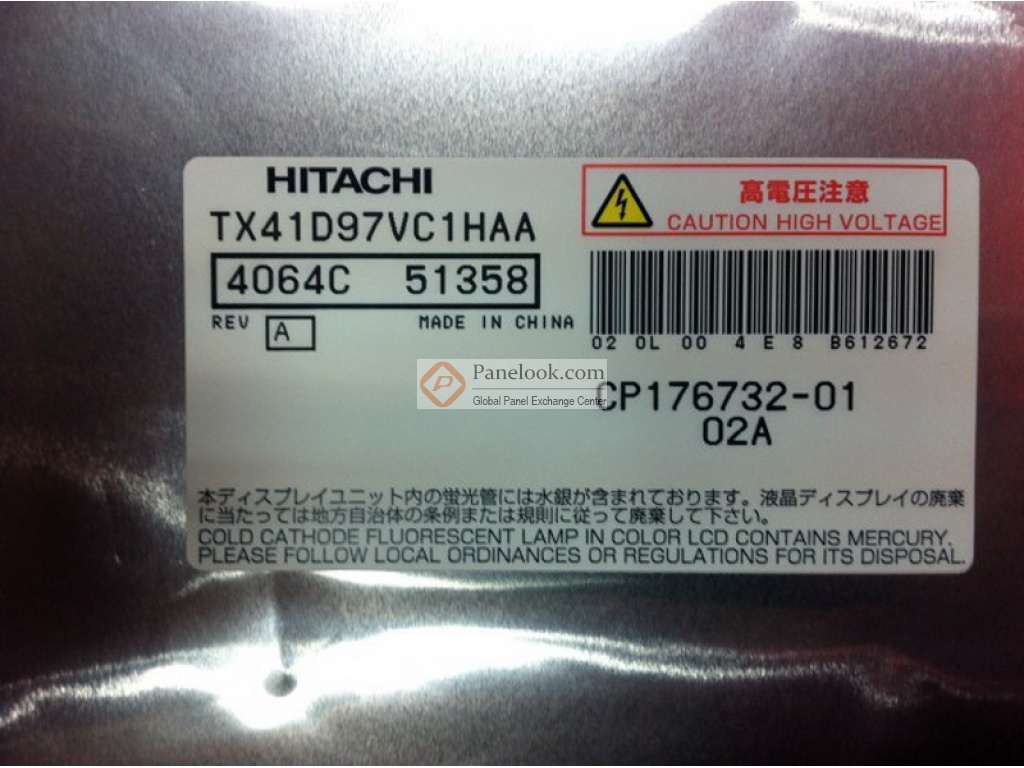 HITACHI
TX41D97VC1HAA
4064C 51358
REV A MADE IN CHINA
高電圧注意
CAUTION HIGH VOLTAGE
02 0L 00 4 E 8 B612672
Panelook.com
Global Panel Exchange Center
CP176732-01
02A
本ディスプレイユニット内の蛍光管には水銀が含まれております。液晶ディスプレイの廃棄
に当たっては地方自治体の条例または規則に従って廃棄して下さい。
COLD CATHODE FLUORESCENT LAMP IN COLOR LCD CONTAINS MERCURY.
PLEASE FOLLOW LOCAL ORDINANCES OR REGULATIONS FOR ITS DISPOSAL.